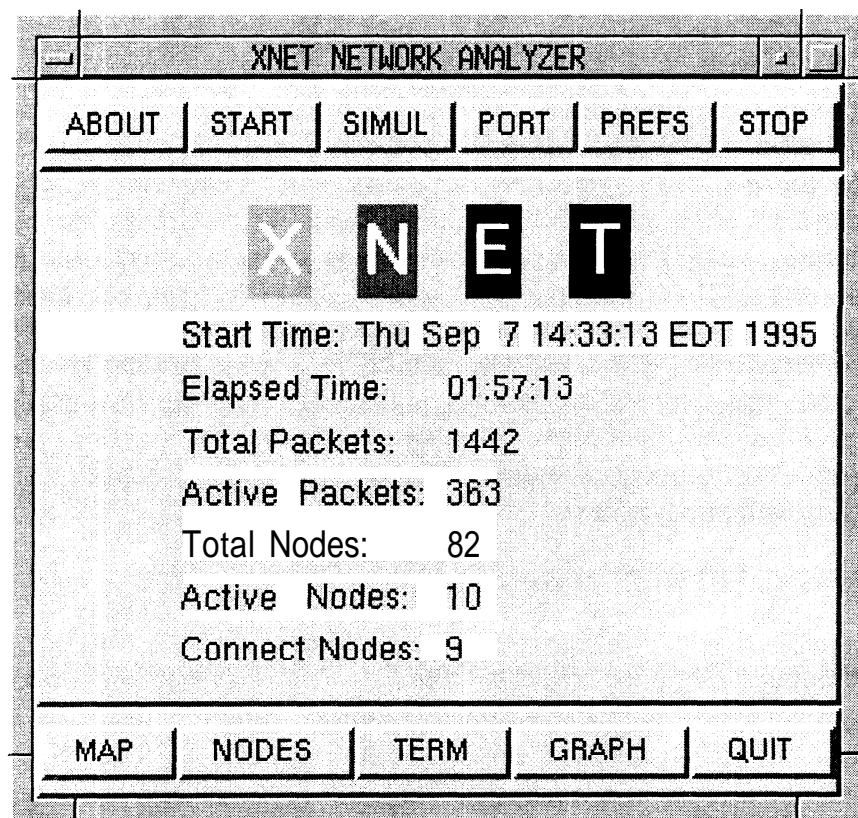 XNET NETWORK ANALYZER
ABOUT START SIMUL PORT PREFS STOP
X N E T
Start Time: Thu Sep 7 14:33:13 EDT 1995
Elapsed Time: 01:57:13
Total Packets: 1442
Active Packets: 363
Total Nodes: 82
Active Nodes: 10
Connect Nodes: 9
MAP NODES TERM GRAPH QUIT